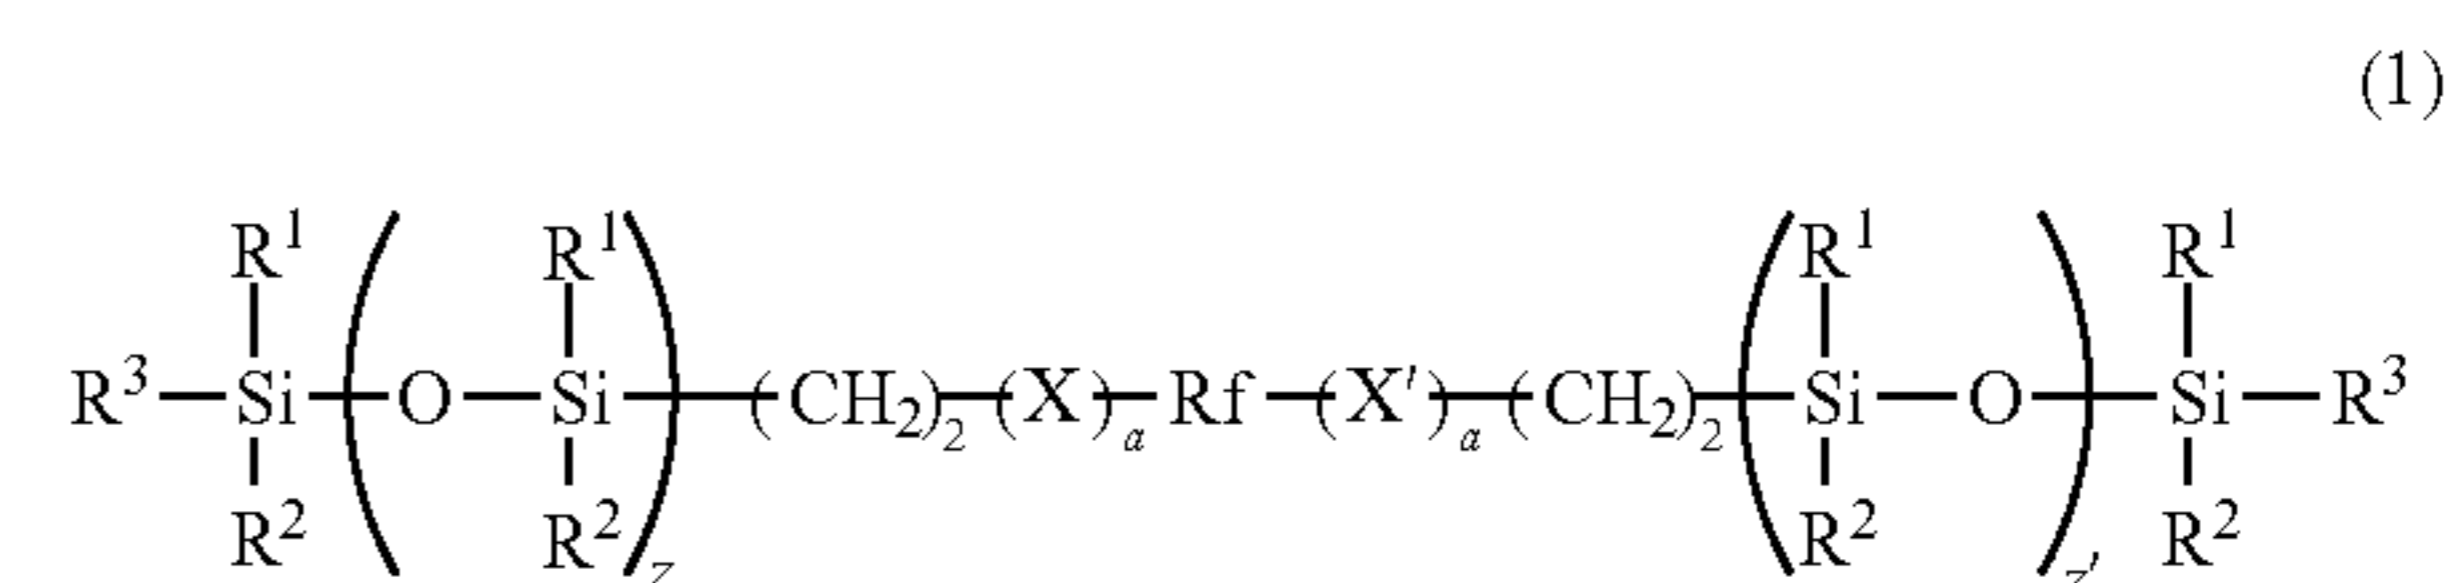 (1)
R¹ R¹ R¹ R¹
R³—Si—(O—Si)—(CH₂)₂—(X)ₐ—Rf—(X')ₐ—(CH₂)₂—(Si—O)—Si—R³
R² R² z R² z' R²